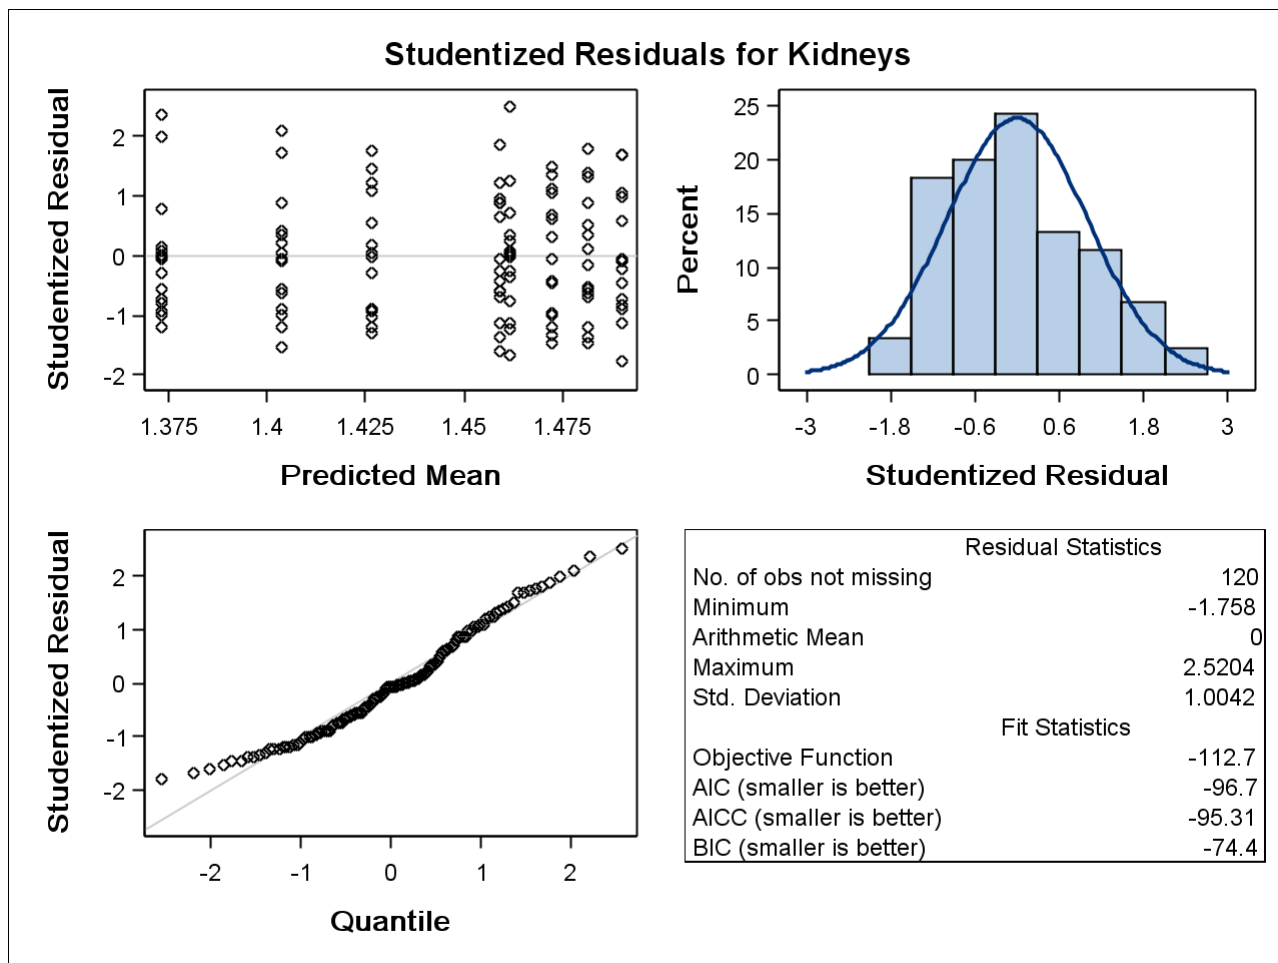 Studentized Residuals for Kidneys
Studentized Residual
2
1
0
-1
-2
1.375 1.4 1.425 1.45 1.475
Predicted Mean
Percent
25
20
15
10
5
0
-3 -1.8 -0.6 0.6 1.8 3
Studentized Residual
Studentized Residual
2
1
0
-1
-2
-2 -1 0 1 2
Quantile
Residual Statistics
No. of obs not missing 120
Minimum -1.758
Arithmetic Mean 0
Maximum 2.5204
Std. Deviation 1.0042
Fit Statistics
Objective Function -112.7
AIC (smaller is better) -96.7
AICC (smaller is better) -95.31
BIC (smaller is better) -74.4